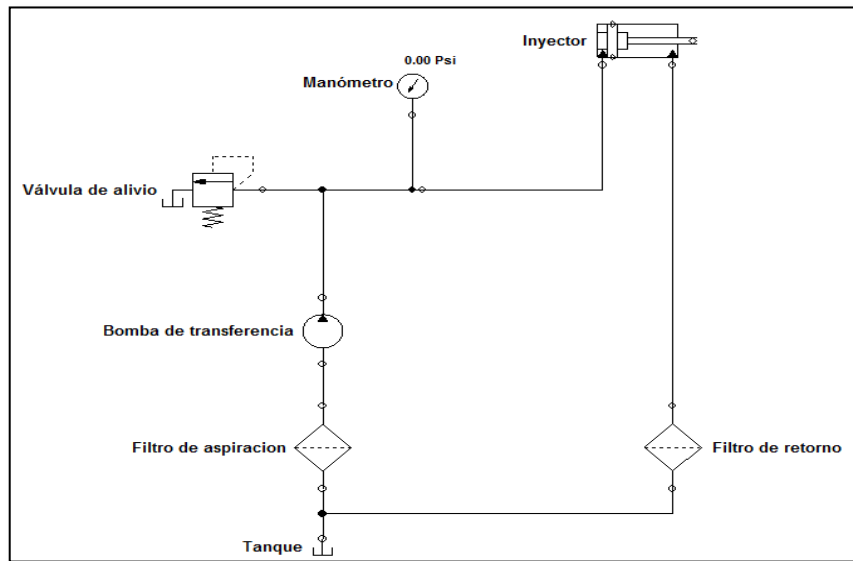 Inyector
0.00 Psi
Manómetro
Válvula de alivio
Bomba de transferencia
Filtro de aspiracion
Filtro de retorno
Tanque